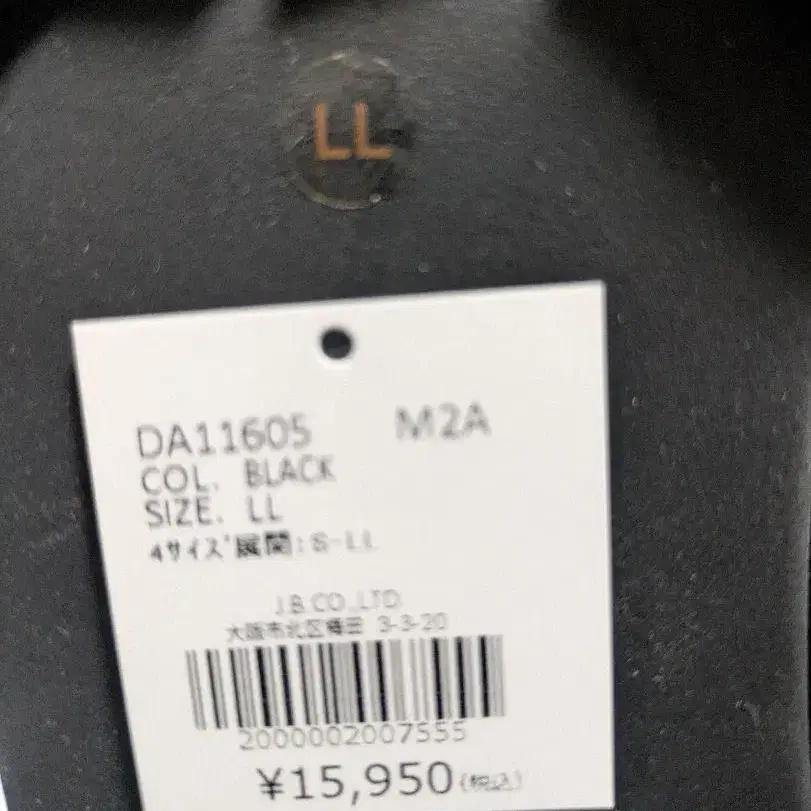 LL
DA11605 M2A
COL. BLACK
SIZE. LL
4サイズ展開:S-LL
J.B.CO.,LTD
大阪市北区梅田 3-3-20
2000002007555
¥15,950(税込)